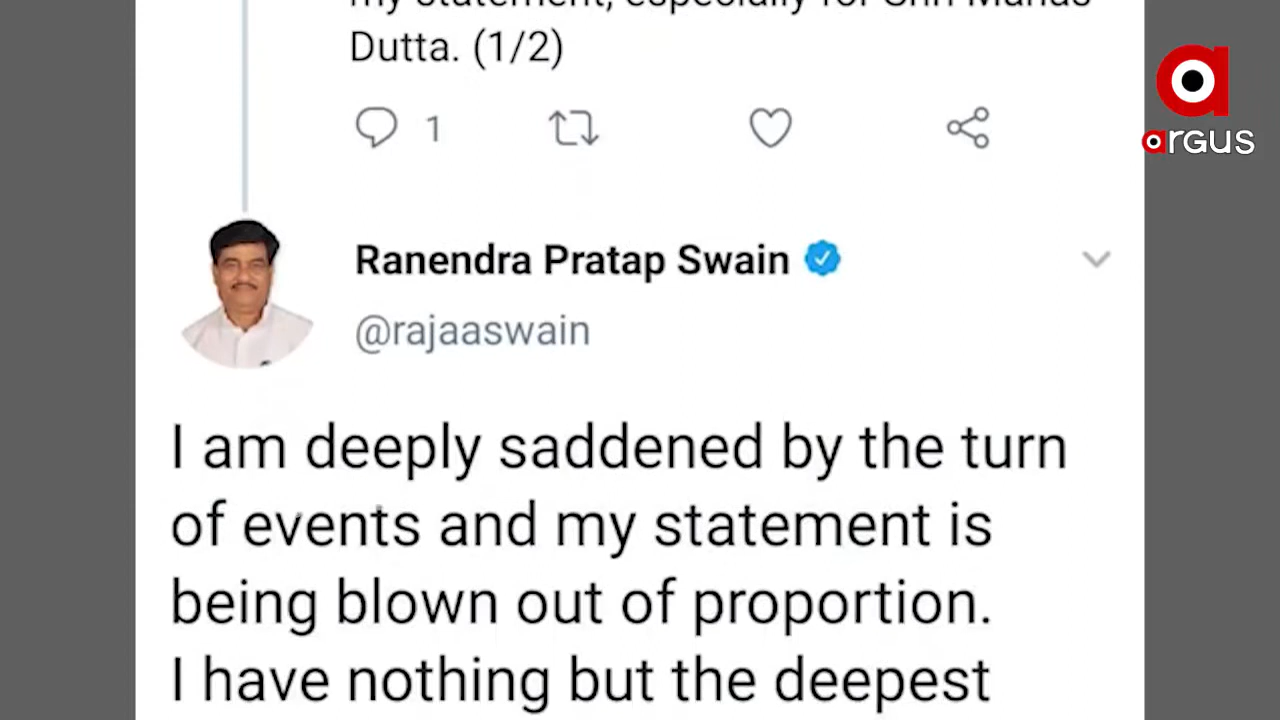 my statement, especially for Shri Manas
Dutta. (1/2)
1
argus
Ranendra Pratap Swain
@rajaaswain
I am deeply saddened by the turn
of events and my statement is
being blown out of proportion.
I have nothing but the deepest